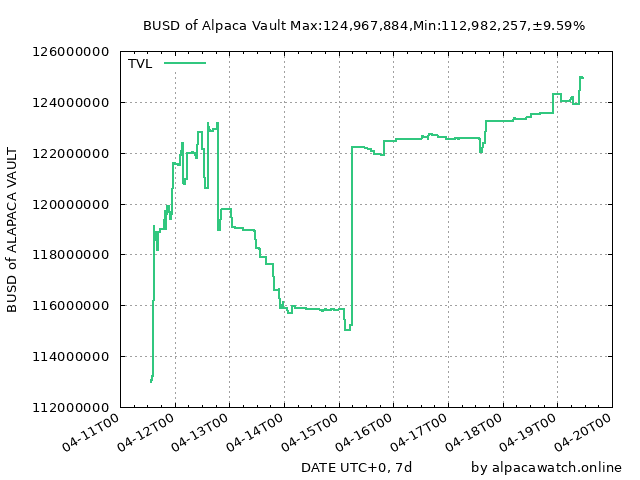 BUSD of Alpaca Vault Max:124,967,884,Min:112,982,257,±9.59%
126000000
TVL
124000000
122000000
120000000
118000000
116000000
114000000
112000000
BUSD of ALAPACA VAULT
04-11T00
04-12T00
04-13T00
04-14T00
04-15T00
04-16T00
04-17T00
04-18T00
04-19T00
04-20T00
DATE UTC+0, 7d
by alpacawatch.online